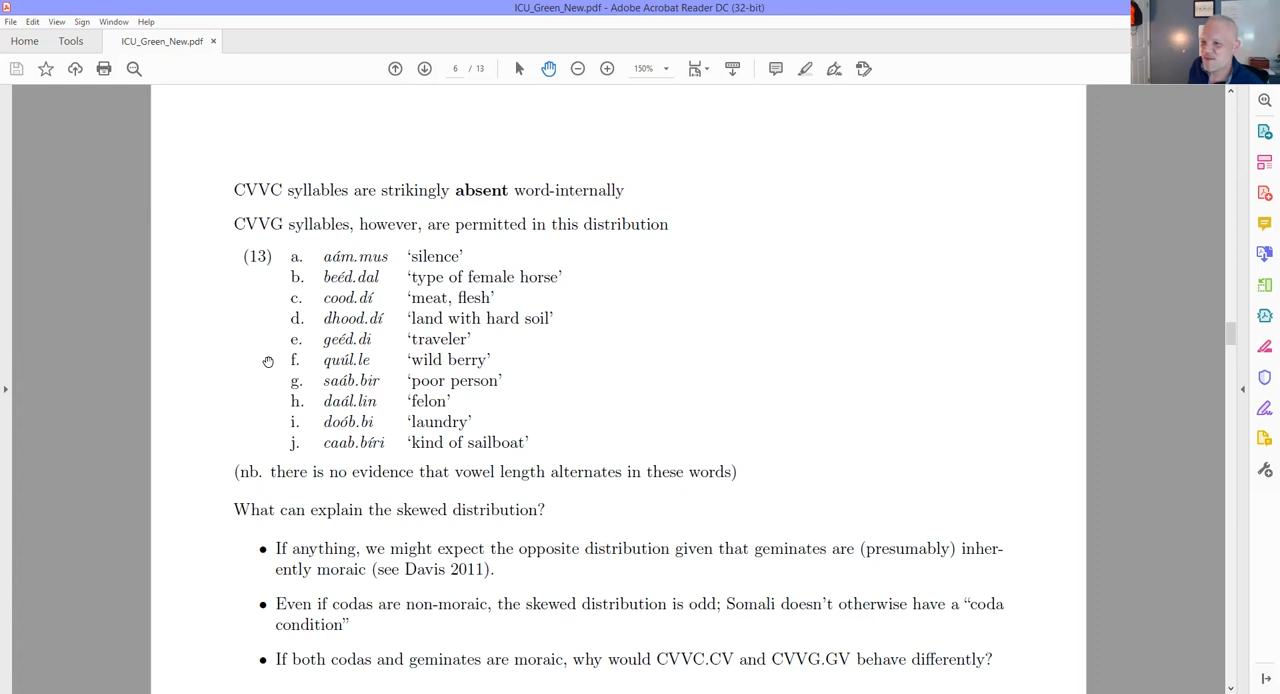 ICU_Green_New.pdf - Adobe Acrobat Reader DC (32-bit)
File Edit View Sign Window Help
Home Tools ICU_Green_New.pdf ×
6 / 13 150%
CVVC syllables are strikingly absent word-internally
CVVG syllables, however, are permitted in this distribution
(13) a. aám.mus ‘silence’
b. beéd.dal ‘type of female horse’
c. cood.dí ‘meat, flesh’
d. dhood.dí ‘land with hard soil’
e. geéd.di ‘traveler’
f. quúl.le ‘wild berry’
g. saáb.bir ‘poor person’
h. daál.lin ‘felon’
i. doób.bi ‘laundry’
j. caab.bíri ‘kind of sailboat’
(nb. there is no evidence that vowel length alternates in these words)
What can explain the skewed distribution?
• If anything, we might expect the opposite distribution given that geminates are (presumably) inher-
ently moraic (see Davis 2011).
• Even if codas are non-moraic, the skewed distribution is odd; Somali doesn’t otherwise have a “coda
condition”
• If both codas and geminates are moraic, why would CVVC.CV and CVVG.GV behave differently?